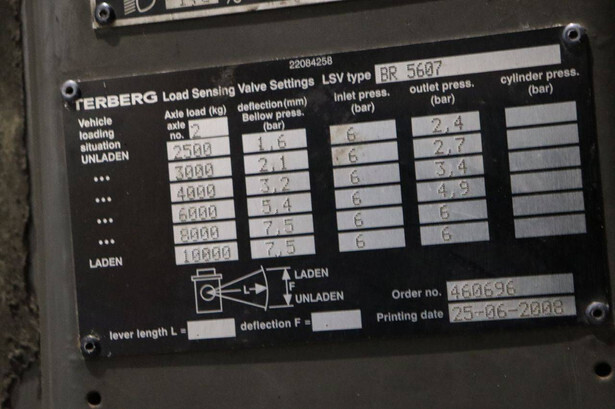 22084258
TERBERG Load Sensing Valve Settings LSV type BR 5607
Vehicle loading situation
Axle load (kg) axle no. 2
deflection(mm) Bellow press. (bar)
inlet press. (bar)
outlet press. (bar)
cylinder press. (bar)
UNLADEN 2500 1,6 6 2,4
... 3000 2,1 6 2,7
... 4000 3,2 6 3,4
... 6000 5,4 6 4,9
... 8000 7,5 6 6
LADEN 10000 7,5 6 6
LADEN
L F
UNLADEN
lever length L = deflection F =
Order no. 460696
Printing date 25-06-2008